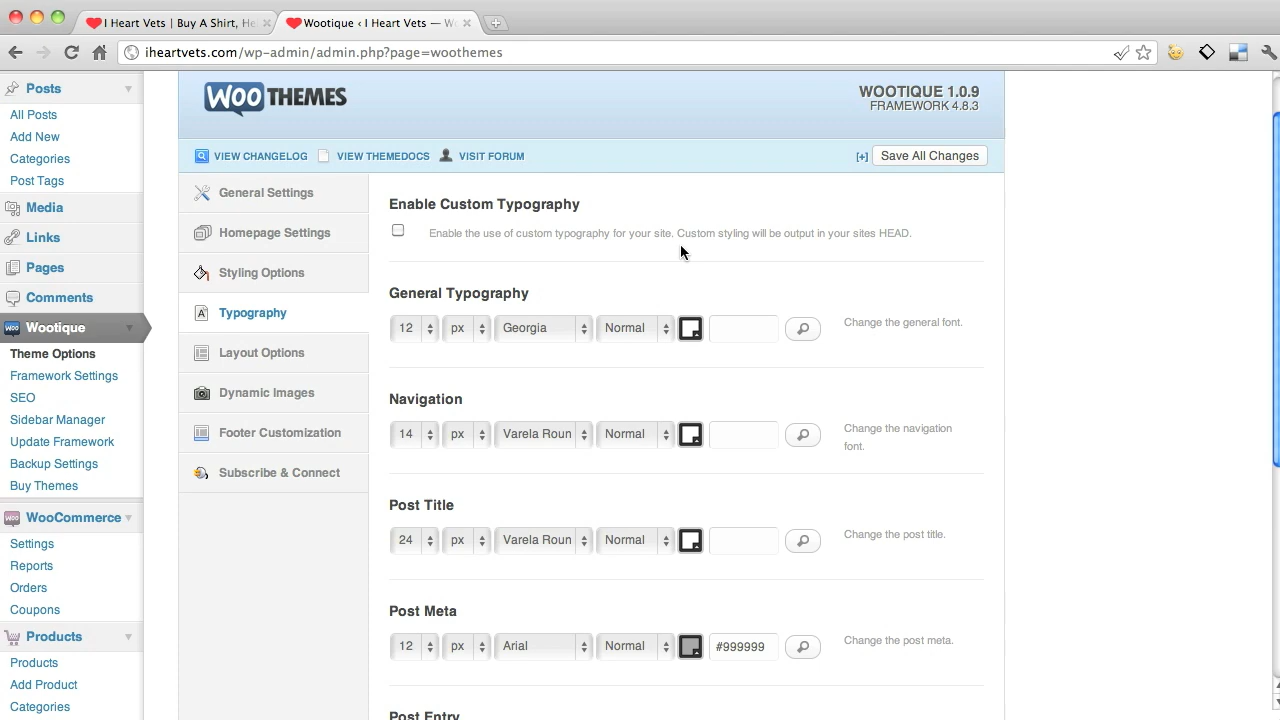 I Heart Vets | Buy A Shirt, He
Wootique ‹ I Heart Vets — W
iheartvets.com/wp-admin/admin.php?page=woothemes
Posts
All Posts
Add New
Categories
Post Tags
Media
Links
Pages
Comments
Wootique
Theme Options
Framework Settings
SEO
Sidebar Manager
Update Framework
Backup Settings
Buy Themes
WooCommerce
Settings
Reports
Orders
Coupons
Products
Products
Add Product
Categories
WOO THEMES
WOOTIQUE 1.0.9
FRAMEWORK 4.8.3
VIEW CHANGELOG VIEW THEMEDOCS VISIT FORUM
[+] Save All Changes
General Settings
Homepage Settings
Styling Options
Typography
Layout Options
Dynamic Images
Footer Customization
Subscribe & Connect
Enable Custom Typography
Enable the use of custom typography for your site. Custom styling will be output in your sites HEAD.
General Typography
12 px Georgia Normal
Change the general font.
Navigation
14 px Varela Roun Normal
Change the navigation
font.
Post Title
24 px Varela Roun Normal
Change the post title.
Post Meta
12 px Arial Normal #999999
Change the post meta.
Post Entry